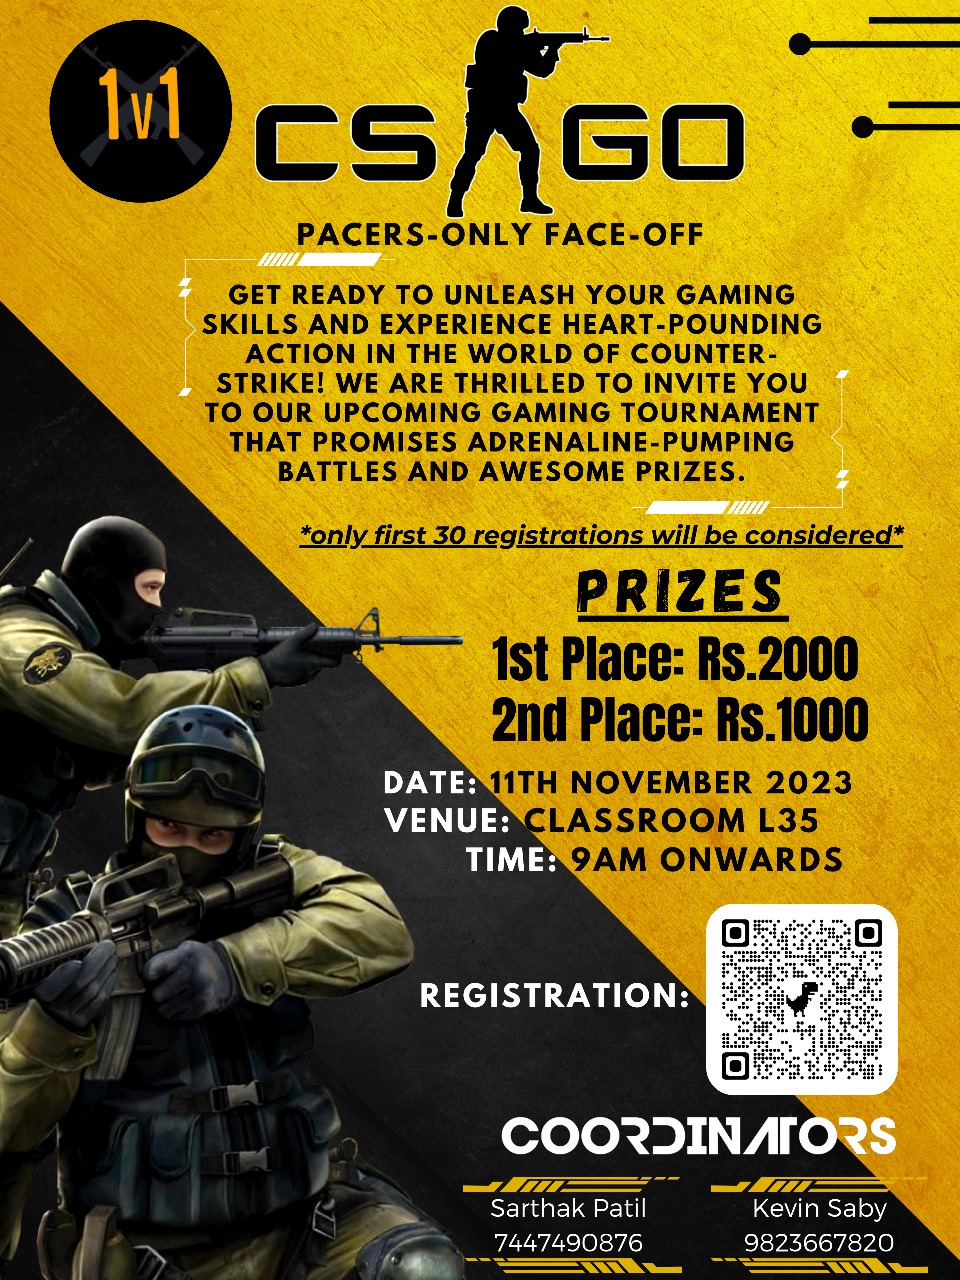 1v1
CS GO
PACERS-ONLY FACE-OFF
GET READY TO UNLEASH YOUR GAMING
SKILLS AND EXPERIENCE HEART-POUNDING
ACTION IN THE WORLD OF COUNTER-
STRIKE! WE ARE THRILLED TO INVITE YOU
TO OUR UPCOMING GAMING TOURNAMENT
THAT PROMISES ADRENALINE-PUMPING
BATTLES AND AWESOME PRIZES.
*only first 30 registrations will be considered*
PRIZES
1st Place: Rs.2000
2nd Place: Rs.1000
DATE: 11TH NOVEMBER 2023
VENUE: CLASSROOM L35
TIME: 9AM ONWARDS
REGISTRATION:
COORDINATORS
Sarthak Patil Kevin Saby
7447490876 9823667820